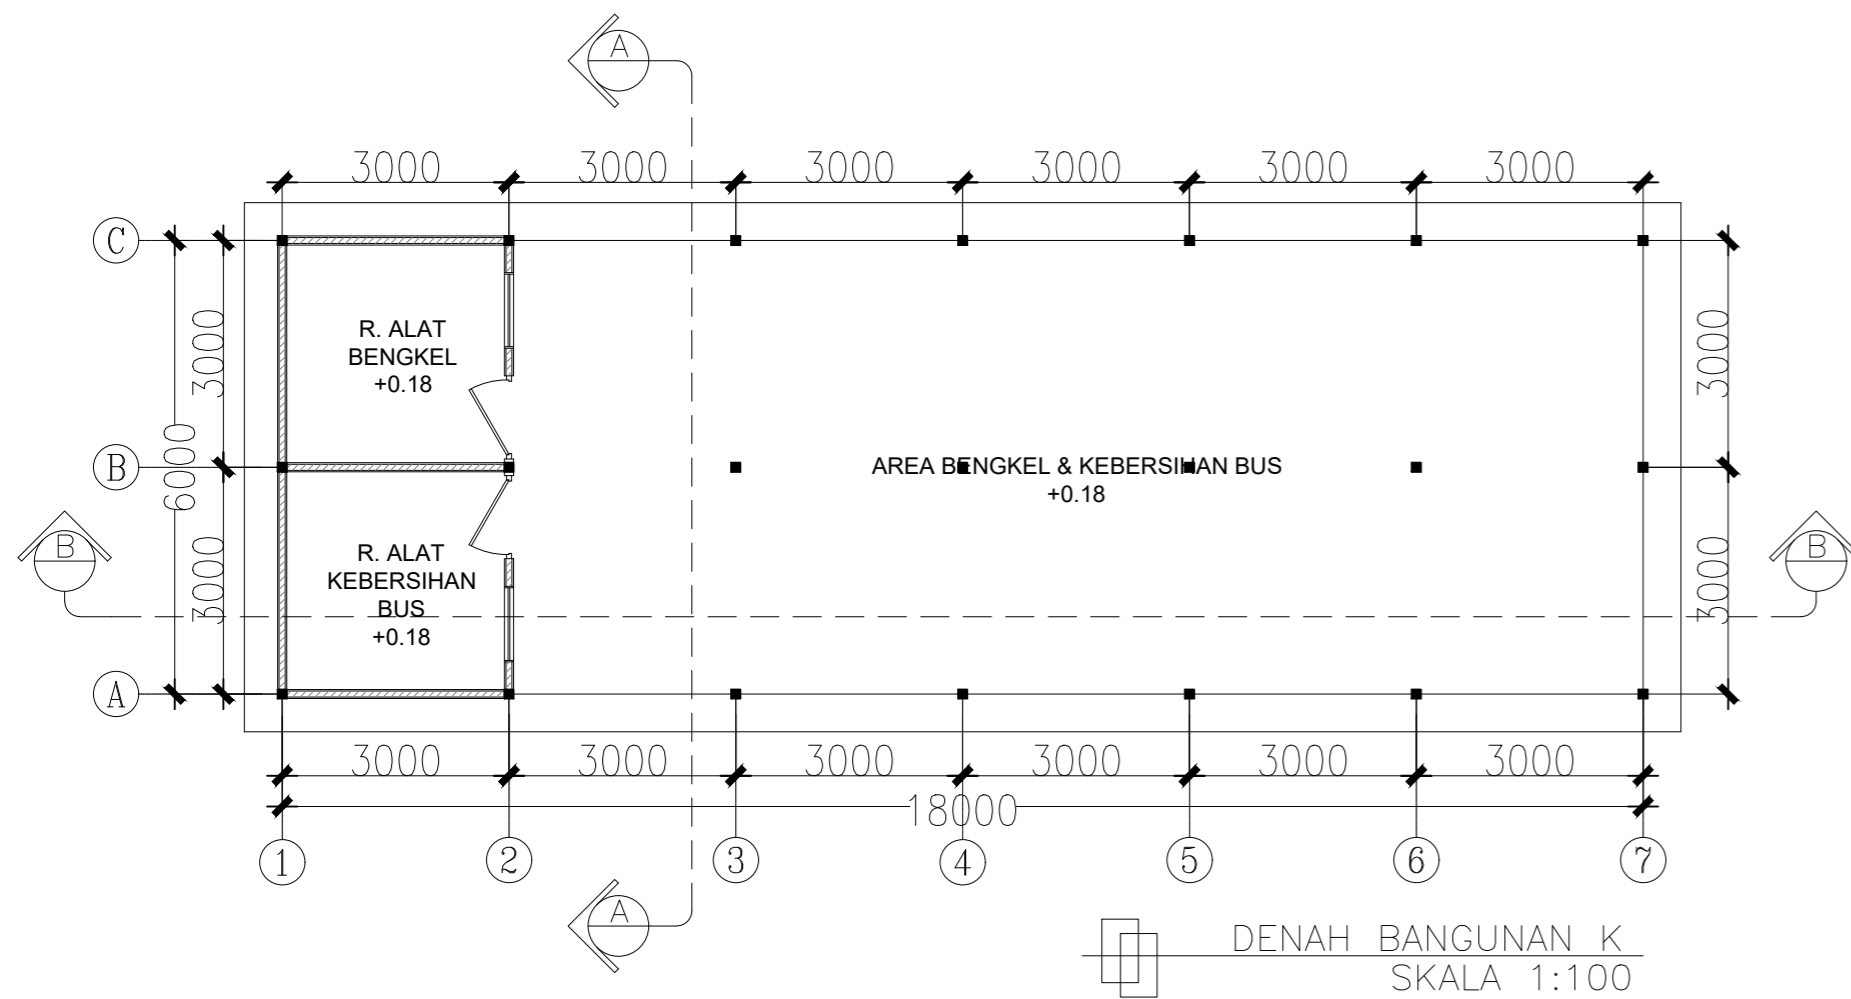 A
3000 3000 3000 3000 3000 3000
C
3000
3000
R. ALAT
BENGKEL
+0.18
6000
B
AREA BENGKEL & KEBERSIHAN BUS
+0.18
B
B
R. ALAT
KEBERSIHAN
BUS
+0.18
3000
3000
A
3000 3000 3000 3000 3000 3000
18000
1 2 3 4 5 6 7
A
DENAH BANGUNAN K
SKALA 1:100